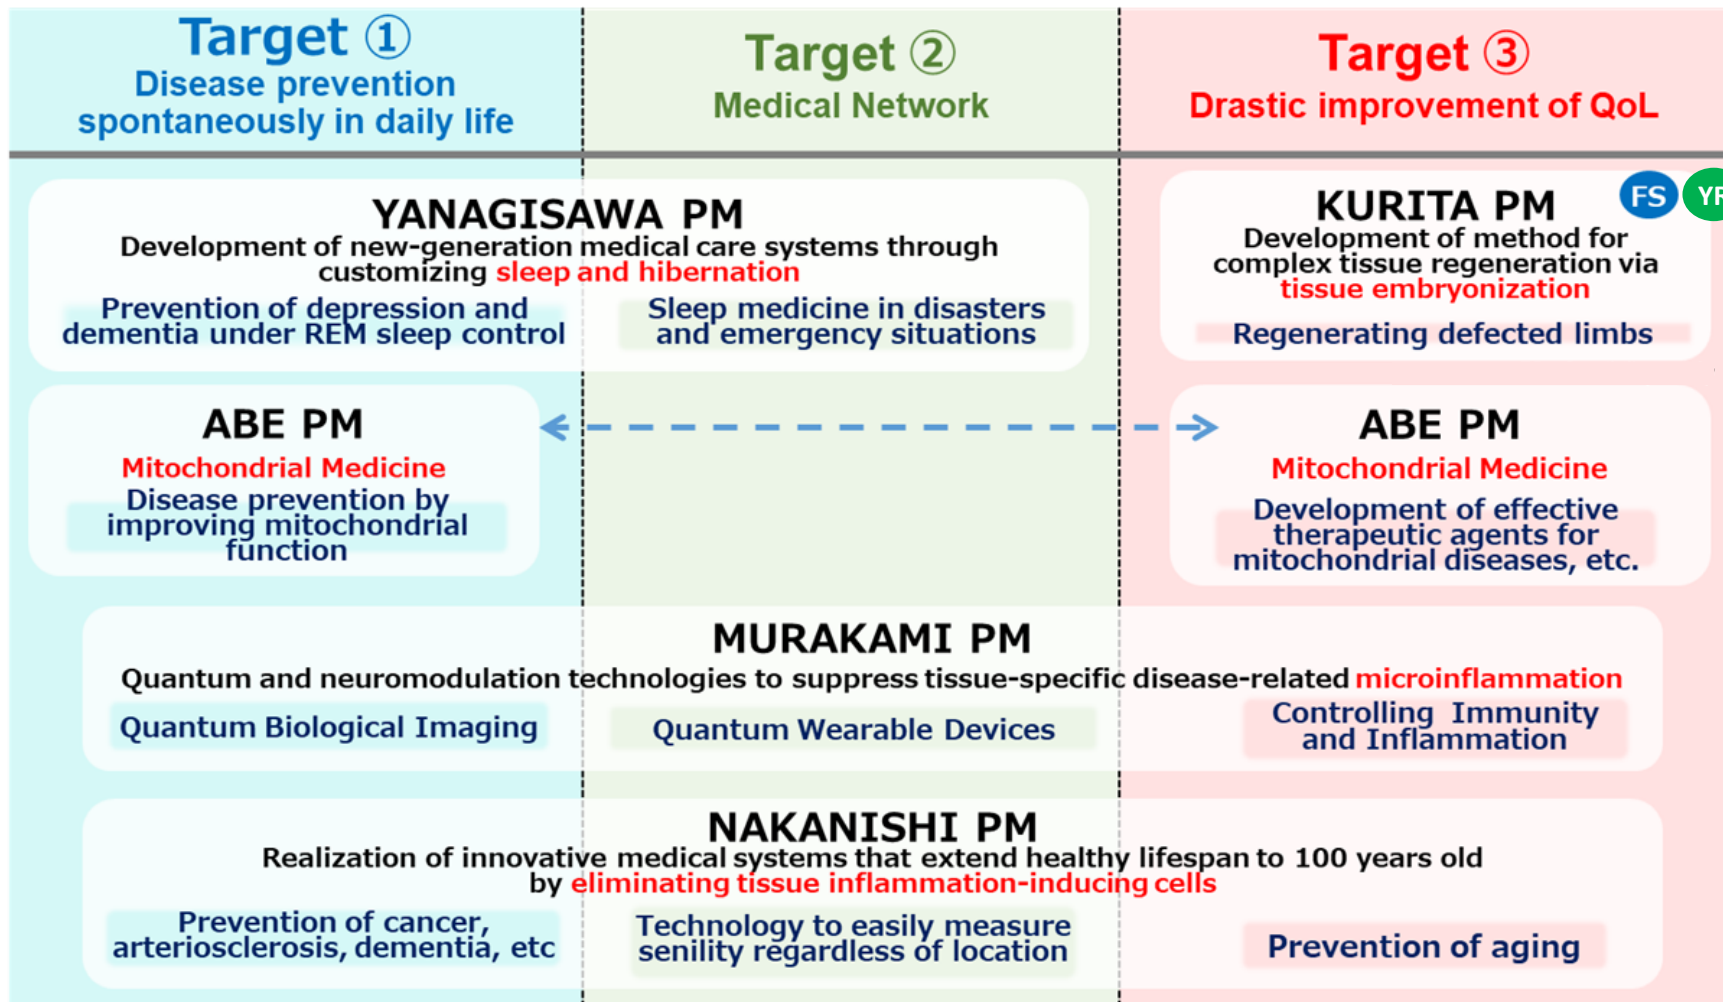 Target ①
Disease prevention
spontaneously in daily life
Target ②
Medical Network
Target ③
Drastic improvement of QoL
YANAGISAWA PM
Development of new-generation medical care systems through
customizing sleep and hibernation
Prevention of depression and
dementia under REM sleep control
Sleep medicine in disasters
and emergency situations
KURITA PM
FS
YR
Development of method for
complex tissue regeneration via
tissue embryonization
Regenerating defected limbs
ABE PM
Mitochondrial Medicine
Disease prevention by
improving mitochondrial
function
ABE PM
Mitochondrial Medicine
Development of effective
therapeutic agents for
mitochondrial diseases, etc.
MURAKAMI PM
Quantum and neuromodulation technologies to suppress tissue-specific disease-related microinflammation
Quantum Biological Imaging
Quantum Wearable Devices
Controlling Immunity
and Inflammation
NAKANISHI PM
Realization of innovative medical systems that extend healthy lifespan to 100 years old
by eliminating tissue inflammation-inducing cells
Prevention of cancer,
arteriosclerosis, dementia, etc
Technology to easily measure
senility regardless of location
Prevention of aging